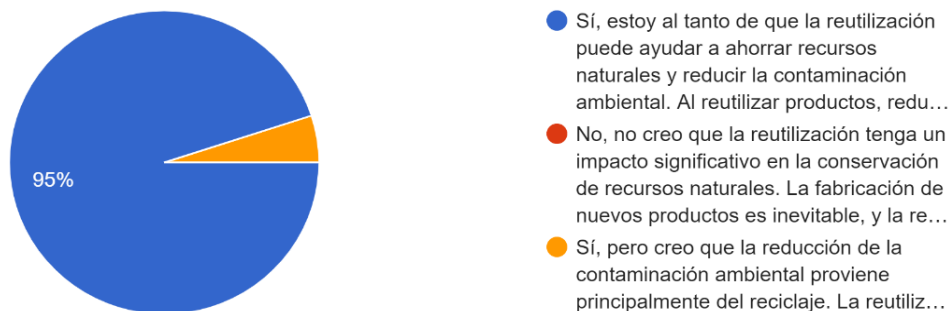 95%
Sí, estoy al tanto de que la reutilización
puede ayudar a ahorrar recursos
naturales y reducir la contaminación
ambiental. Al reutilizar productos, redu…
No, no creo que la reutilización tenga un
impacto significativo en la conservación
de recursos naturales. La fabricación de
nuevos productos es inevitable, y la re…
Sí, pero creo que la reducción de la
contaminación ambiental proviene
principalmente del reciclaje. La reutiliz…